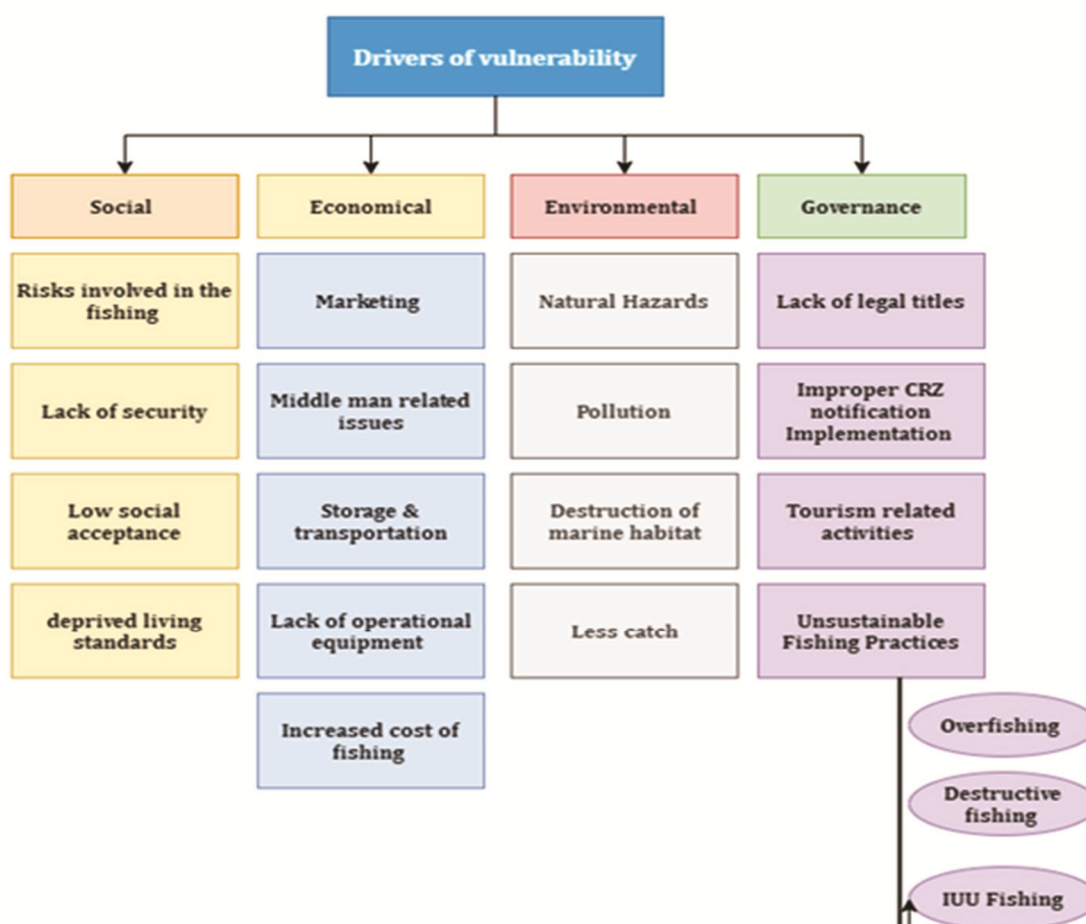 Drivers of vulnerability
Social
Economical
Environmental
Governance
Risks involved in the
fishing
Marketing
Natural Hazards
Lack of legal titles
Lack of security
Middle man related
issues
Pollution
Improper CRZ
notification
Implementation
Low social
acceptance
Storage &
transportation
Destruction of
marine habitat
Tourism related
activities
deprived living
standards
Lack of operational
equipment
Less catch
Unsustainable
Fishing Practices
Increased cost of
fishing
Overfishing
Destructive
fishing
IUU Fishing